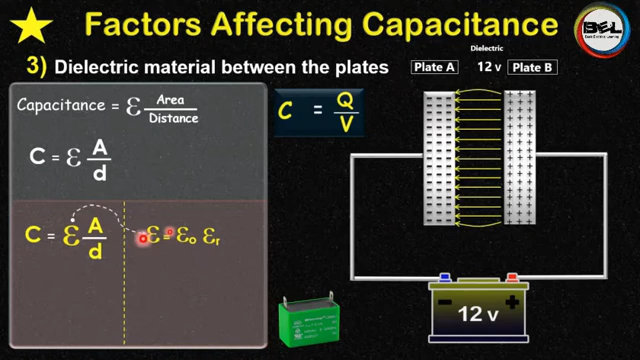 Factors Affecting Capacitance
BEL
3) Dielectric material between the plates
Dielectric
Plate A 12 v Plate B
Capacitance = ε Area / Distance
C = Q / V
C = ε A / d
C = ε A / d
ε = ε₀ εr
- 12 v +